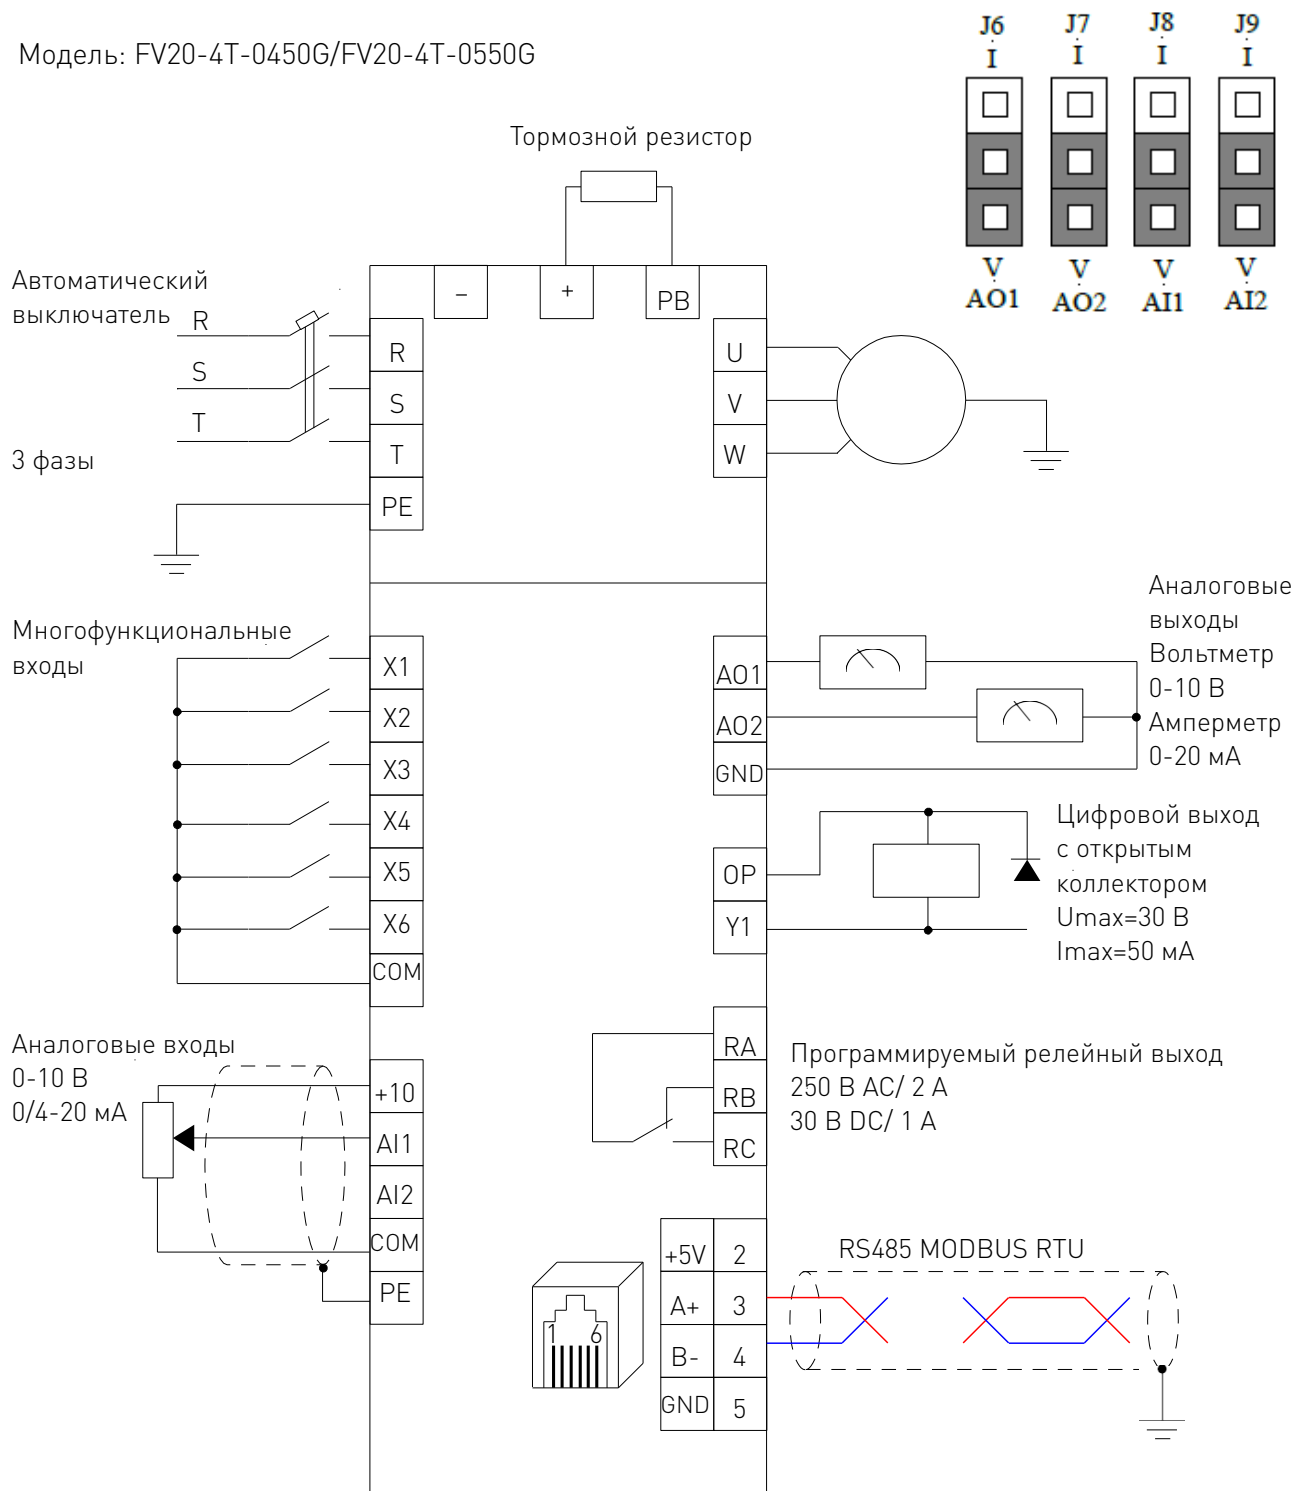 Модель: FV20-4T-0450G/FV20-4T-0550G
J6 J7 J8 J9
I I I I
V V V V
AO1 AO2 AI1 AI2
Тормозной резистор
− + PB
Автоматический
выключатель
R
S
T
3 фазы
R
S
T
PE
U
V
W
Многофункциональные
входы
X1
X2
X3
X4
X5
X6
COM
AO1
AO2
GND
Аналоговые
выходы
Вольтметр
0-10 В
Амперметр
0-20 мА
OP
Y1
Цифровой выход
с открытым
коллектором
Umax=30 В
Imax=50 мА
Аналоговые входы
0-10 В
0/4-20 мА
+10
AI1
AI2
COM
PE
RA
RB
RC
Программируемый релейный выход
250 В AC/ 2 А
30 В DC/ 1 А
1 6
+5V 2
A+ 3
B- 4
GND 5
RS485 MODBUS RTU